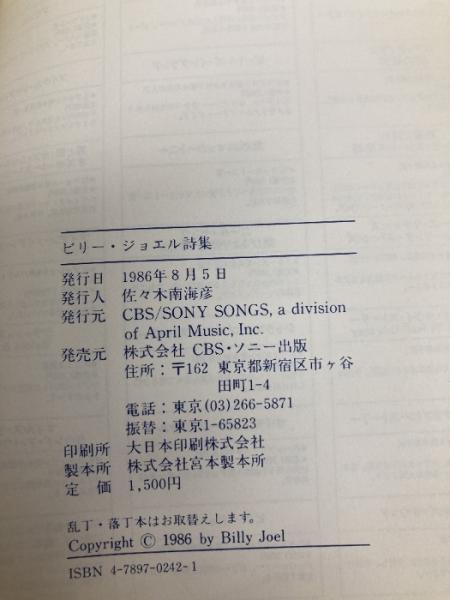 ビリー・ジョエル詩集
発行日 1986年8月5日
発行人 佐々木南海彦
発行元 CBS/SONY SONGS, a division
of April Music, Inc.
発売元 株式会社 CBS・ソニー出版
住所:〒162 東京都新宿区市ヶ谷
田町1-4
電話:東京(03)266-5871
振替:東京1-65823
印刷所 大日本印刷株式会社
製本所 株式会社宮本製本所
定 価 1,500円
乱丁・落丁本はお取替えします。
Copyright © 1986 by Billy Joel
ISBN 4-7897-0242-1